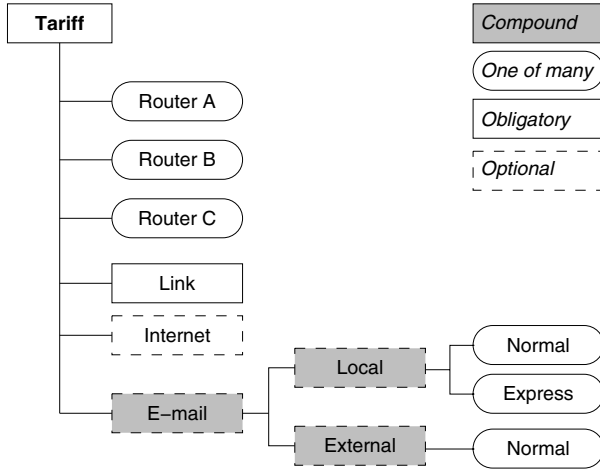 Tariff
Compound
One of many
Obligatory
Optional
Router A
Router B
Router C
Link
Internet
E−mail
Local
External
Normal
Express
Normal